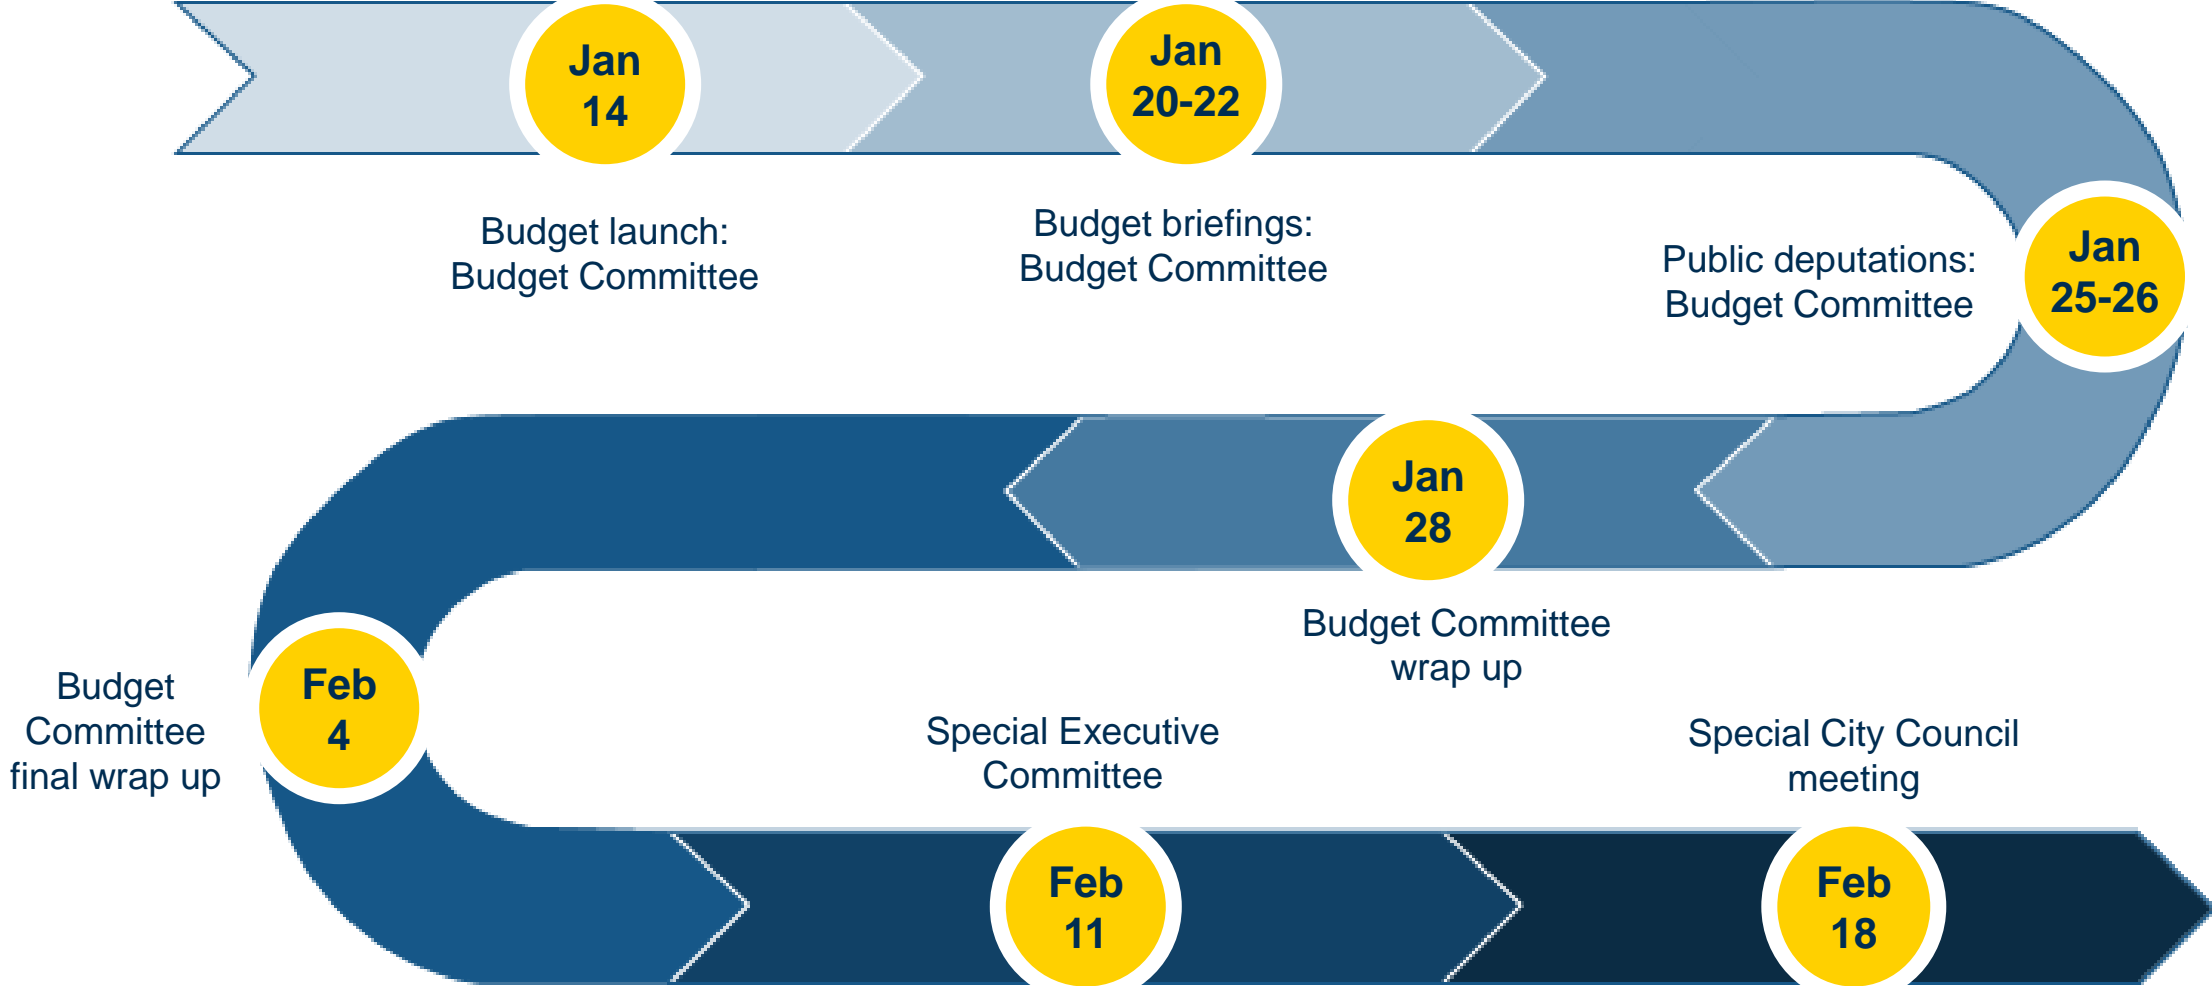 Jan
14
Budget launch:
Budget Committee
Jan
20-22
Budget briefings:
Budget Committee
Jan
25-26
Public deputations:
Budget Committee
Jan
28
Budget Committee
wrap up
Feb
4
Budget
Committee
final wrap up
Special Executive
Committee
Feb
11
Special City Council
meeting
Feb
18